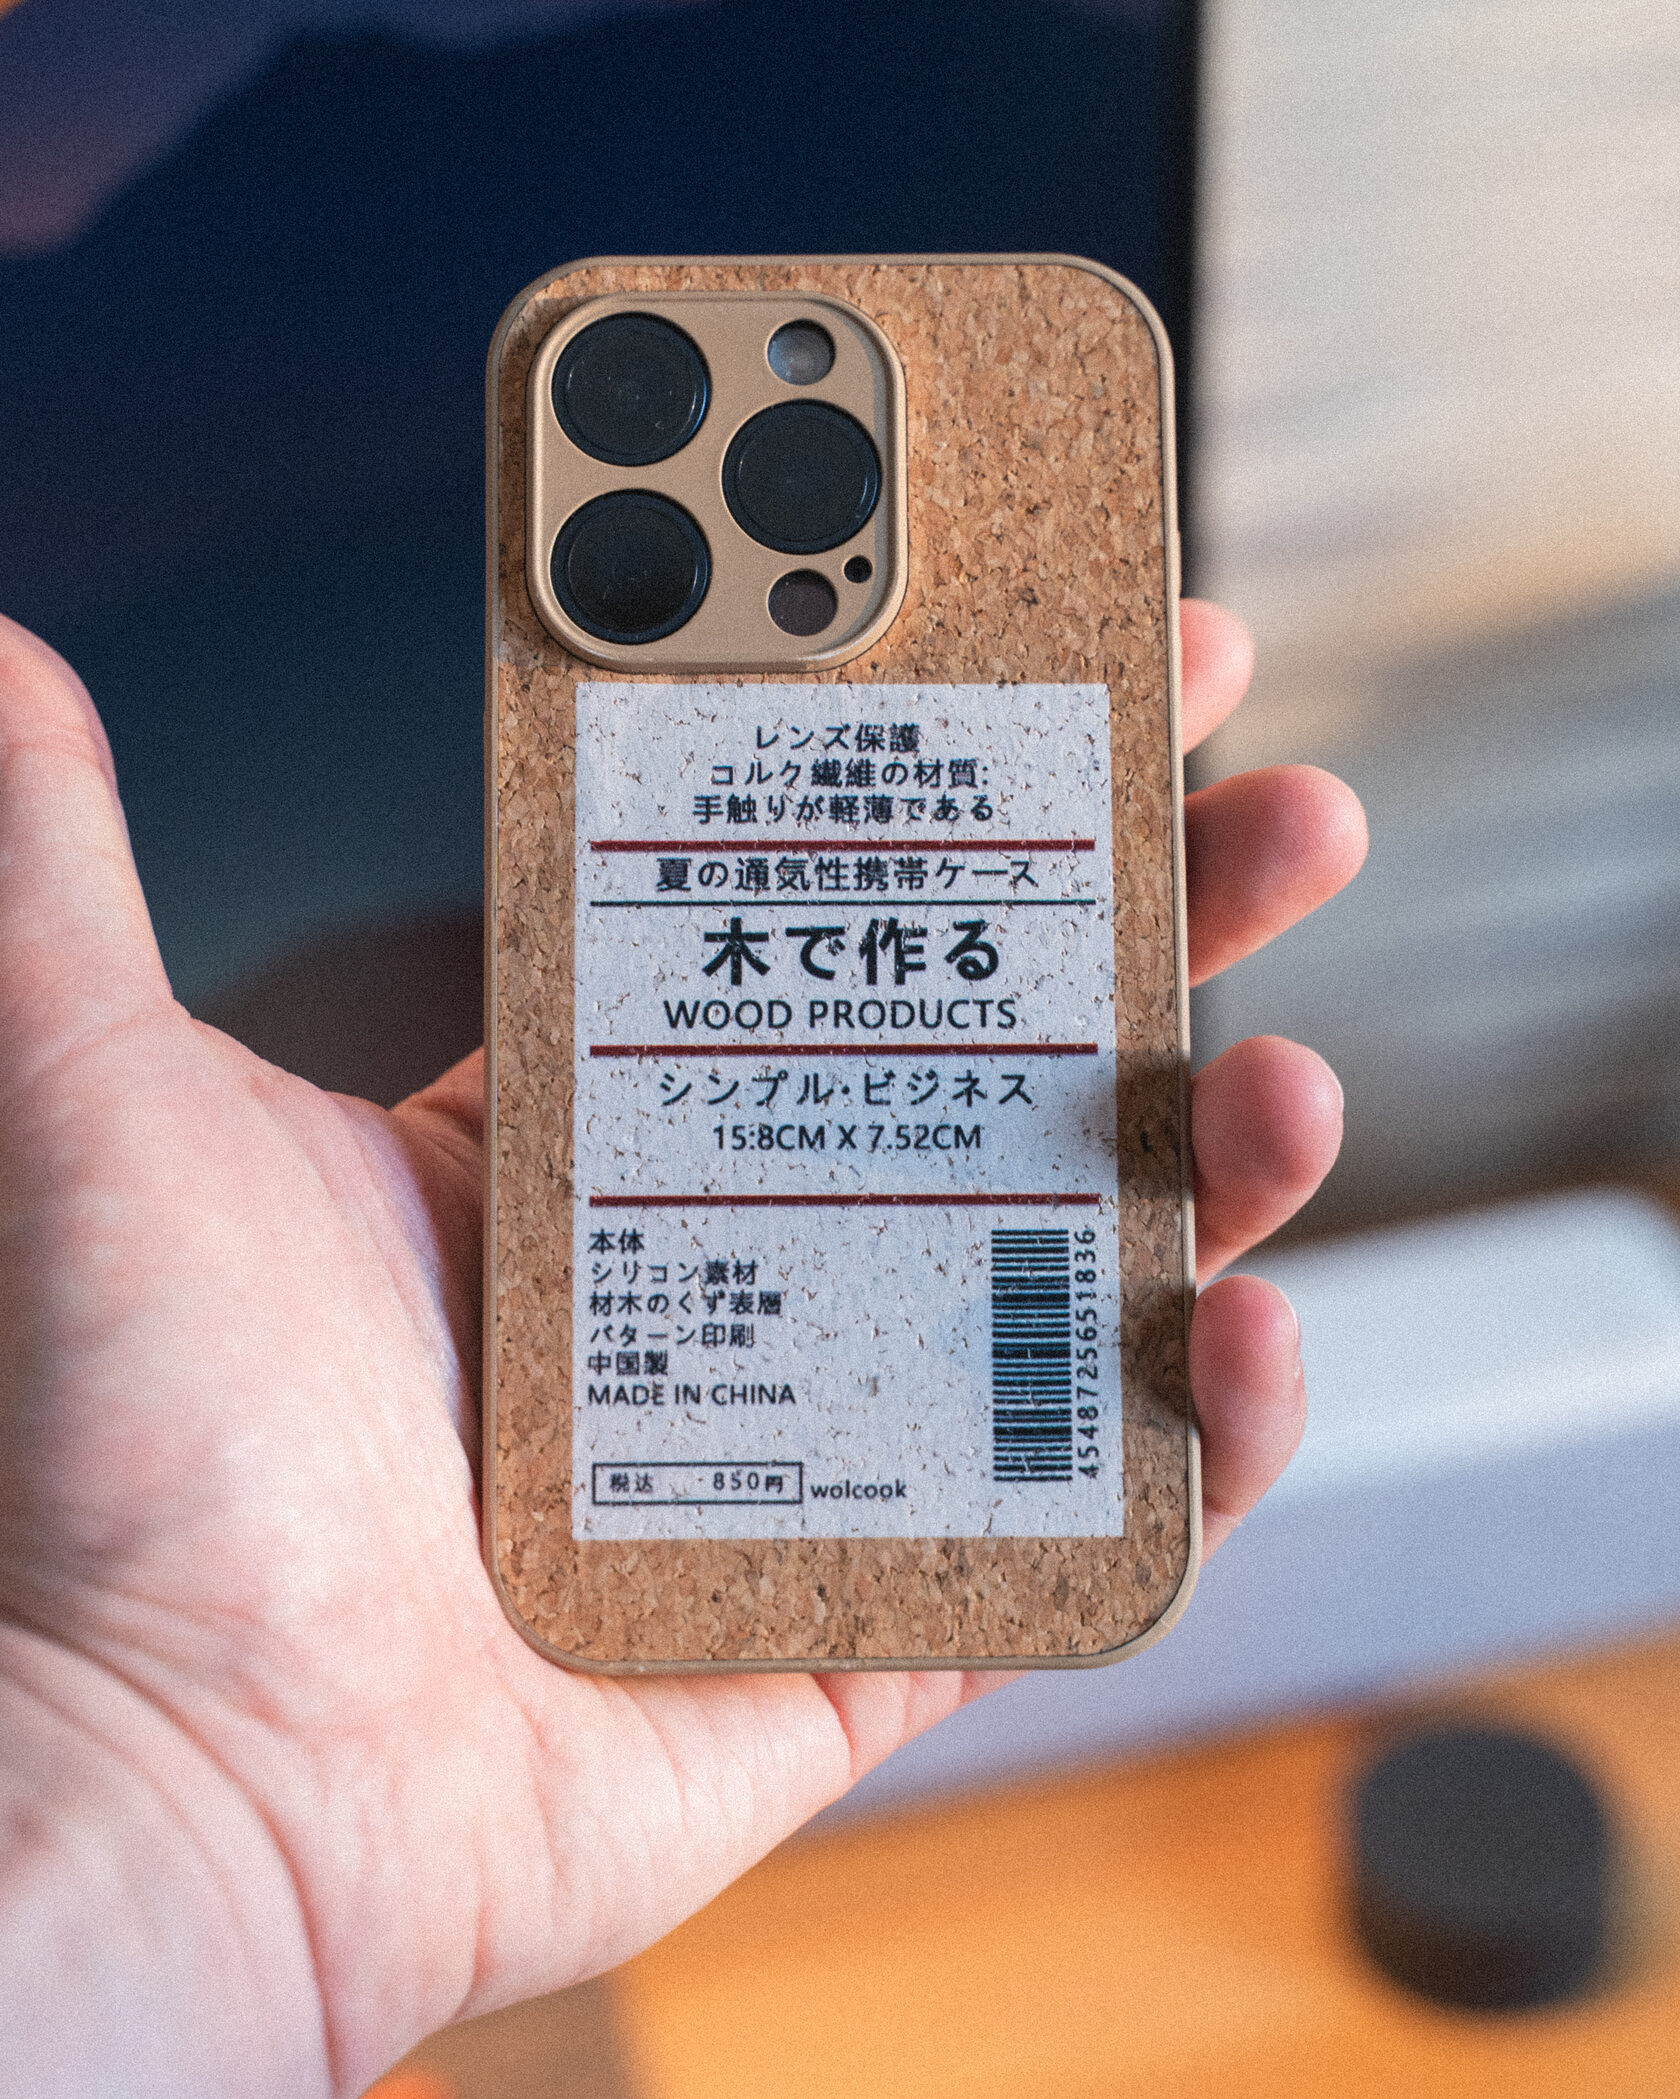 レンズ保護
コルク繊維の材質:
手触りが軽薄である
夏の通気性携帯ケース
木で作る
WOOD PRODUCTS
シンプル·ビジネス
15.8CM X 7.52CM
本体
シリコン素材
材木のくず表層
パターン印刷
中国製
MADE IN CHINA
税达 850円 wolcook
4548725651836